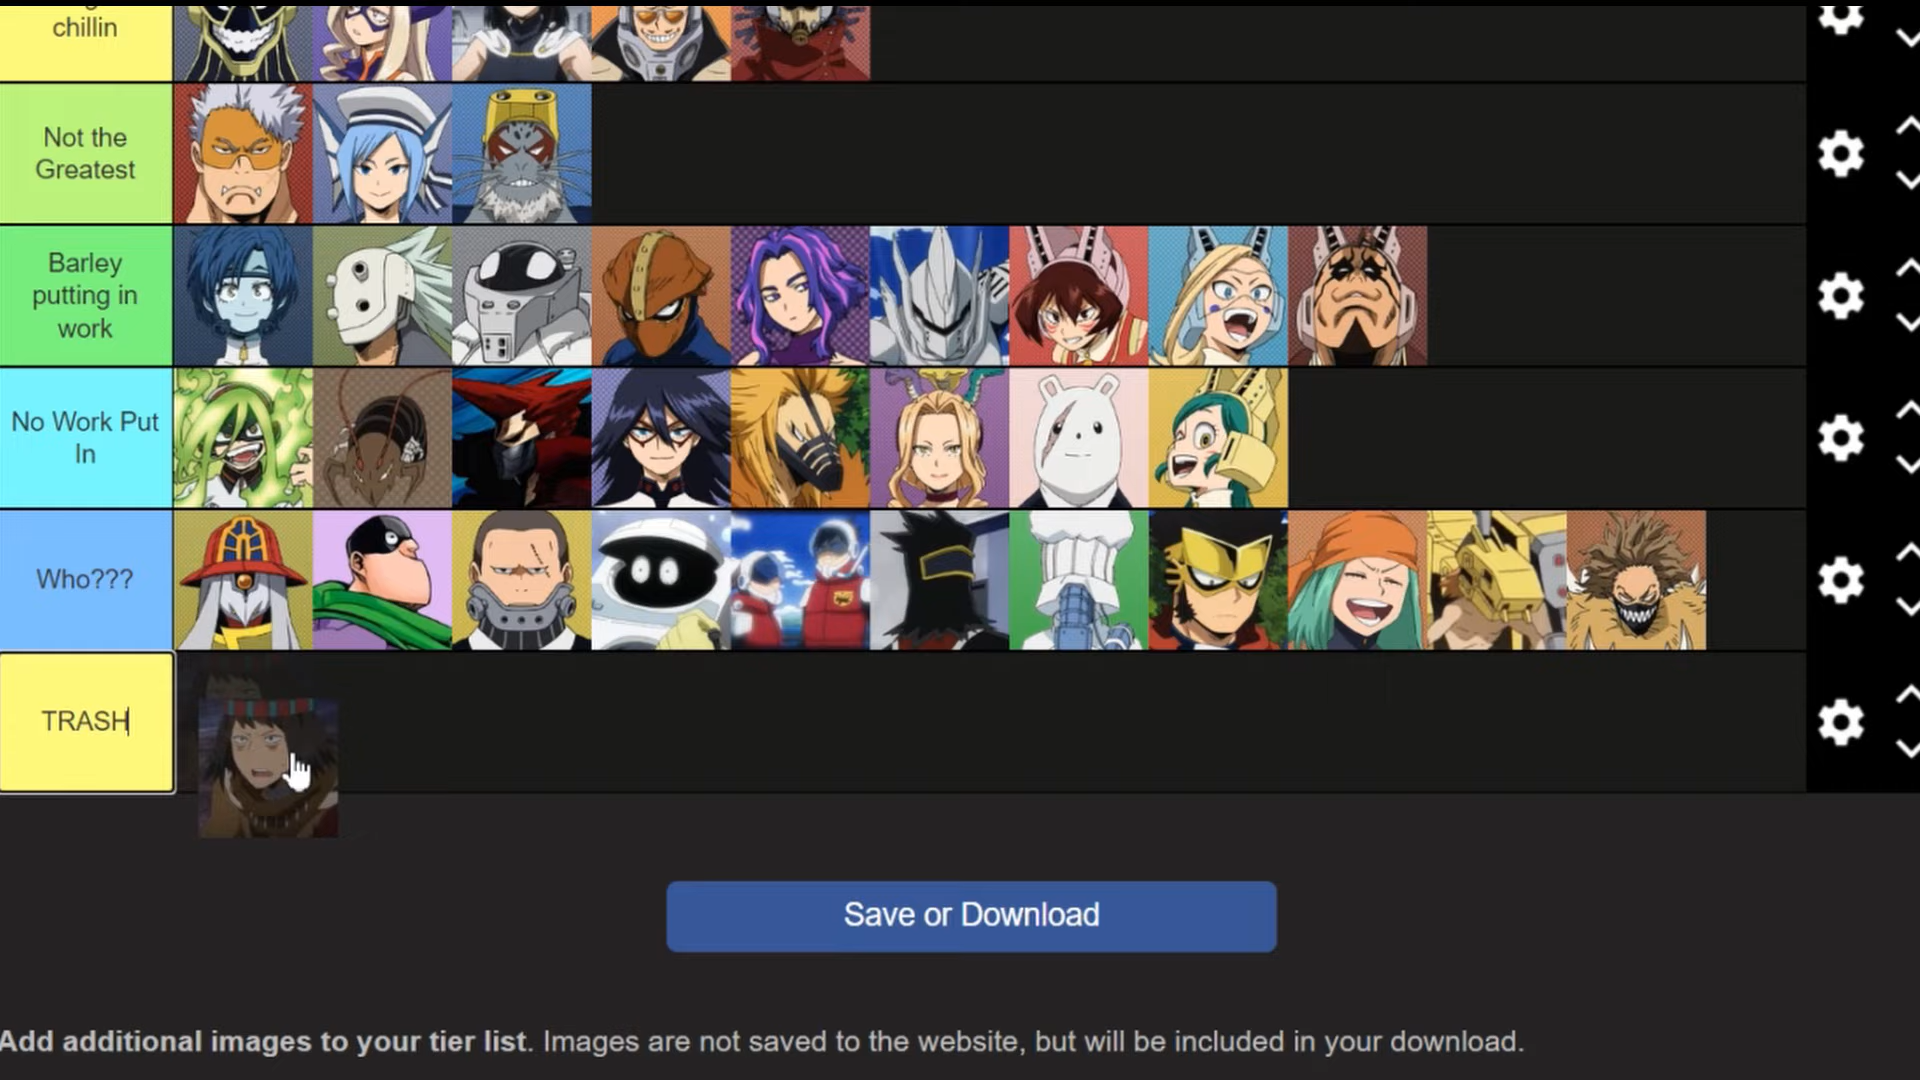 chillin
Not the
Greatest
Barley
putting in
work
No Work Put
In
Who???
TRASH
Save or Download
Add additional images to your tier list. Images are not saved to the website, but will be included in your download.